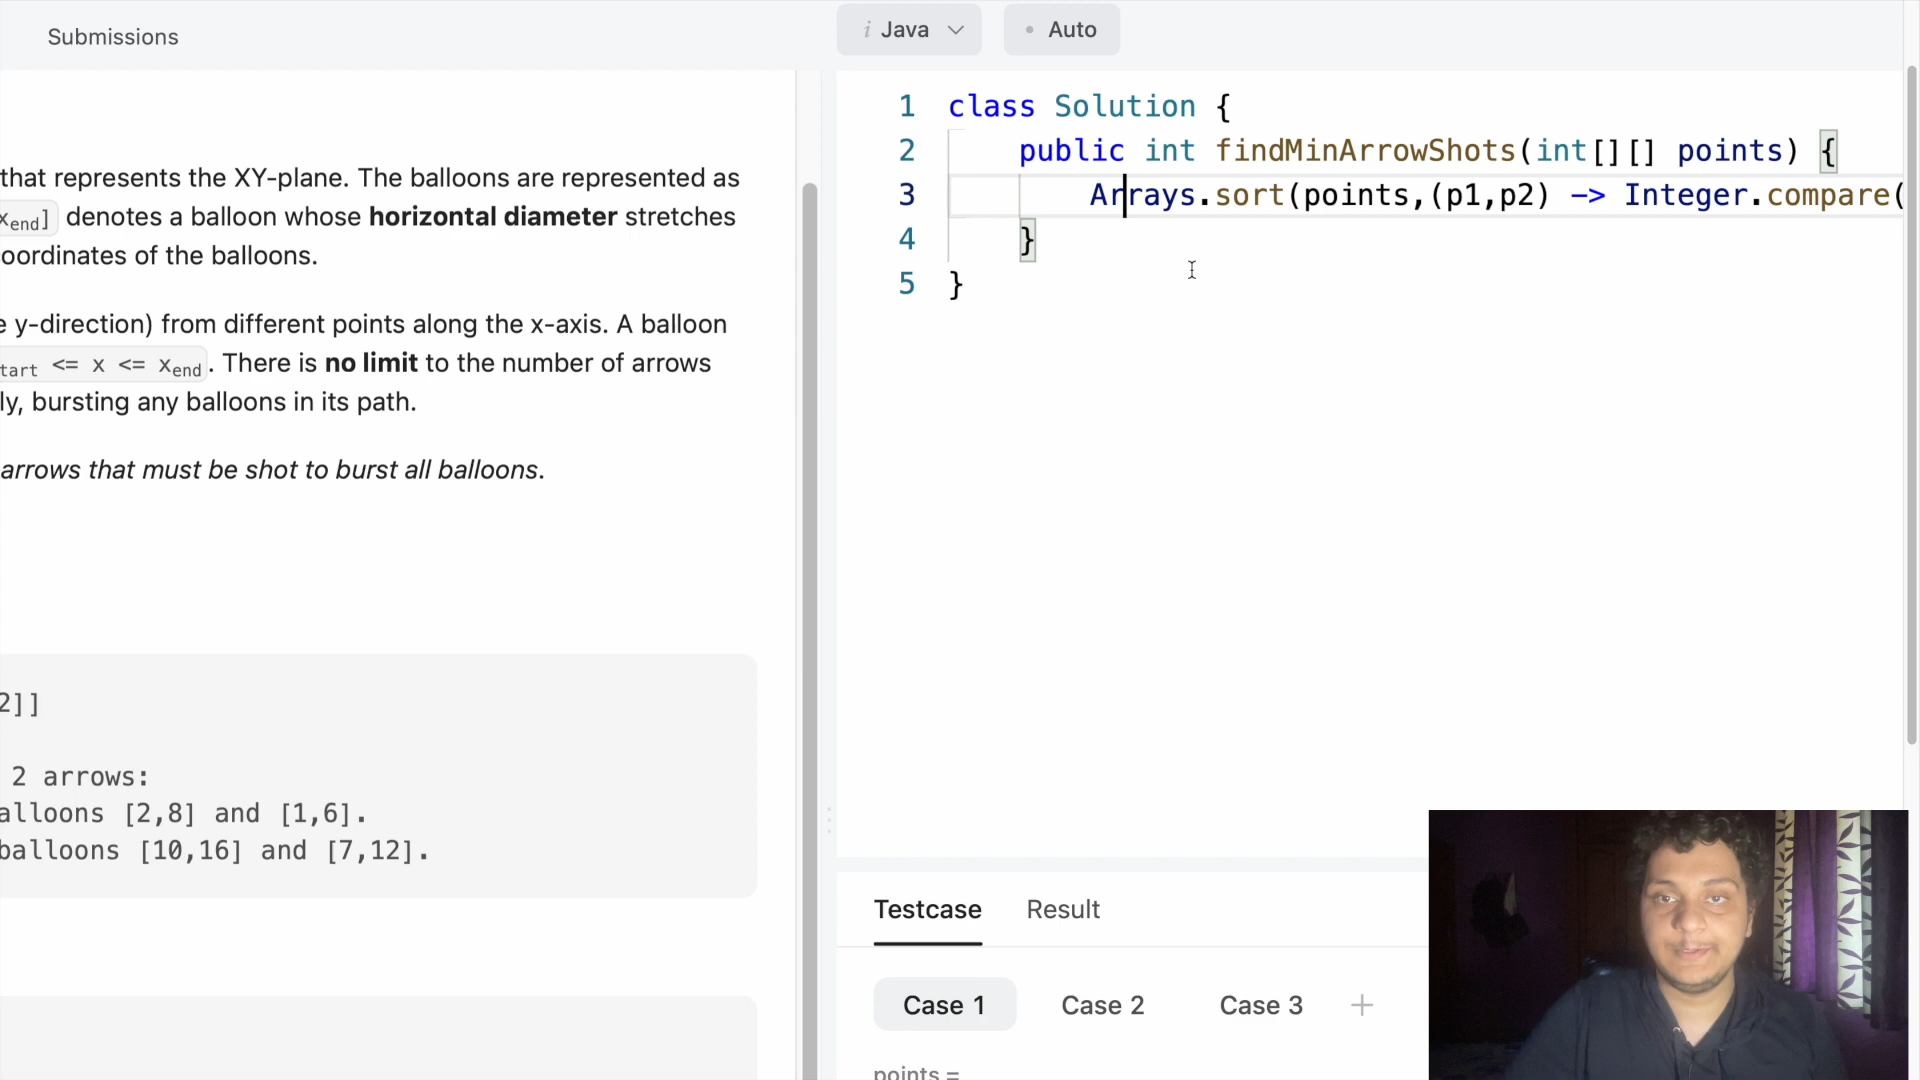 Submissions
that represents the XY-plane. The balloons are represented as
xend] denotes a balloon whose horizontal diameter stretches
oordinates of the balloons.
e y-direction) from different points along the x-axis. A balloon
tart <= x <= xend. There is no limit to the number of arrows
ly, bursting any balloons in its path.
arrows that must be shot to burst all balloons.
2]]
2 arrows:
alloons [2,8] and [1,6].
balloons [10,16] and [7,12].
i Java
Auto
1 class Solution {
2 public int findMinArrowShots(int[][] points) {
3 Arrays.sort(points,(p1,p2) -> Integer.compare(
4 }
5 }
Testcase Result
Case 1 Case 2 Case 3 +
points =